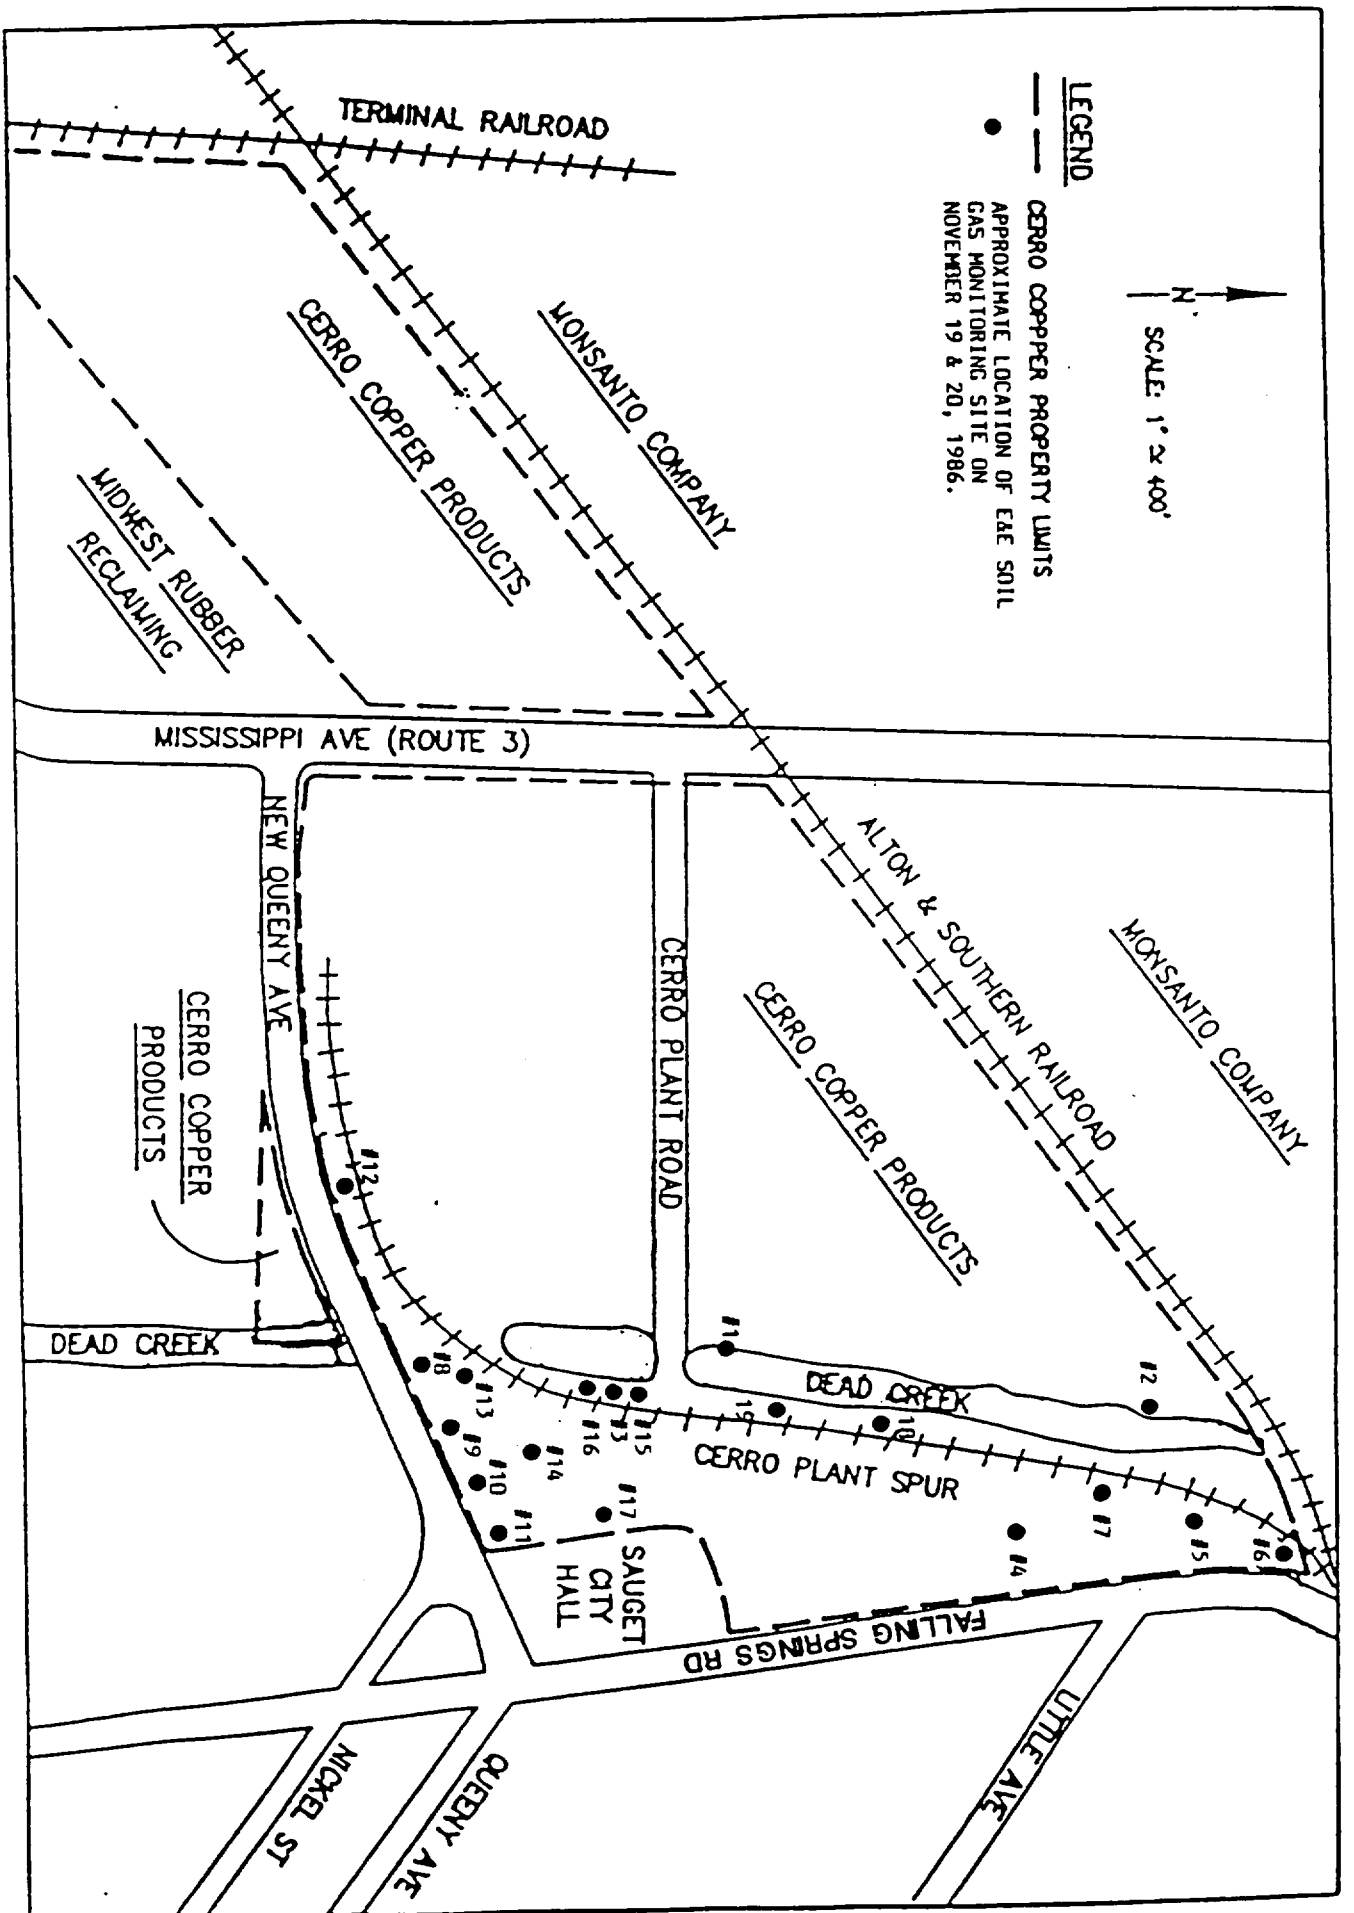 LEGEND
CERRO COPPPER PROPERTY LIMITS
APPROXIMATE LOCATION OF E&E SOIL
GAS MONITORING SITE ON
NOVEMBER 19 & 20, 1986.
N
SCALE: 1" ≈ 400'
TERMINAL RAILROAD
MONSANTO COMPANY
CERRO COPPER PRODUCTS
MIDWEST RUBBER
RECLAIMING
MISSISSIPPI AVE (ROUTE 3)
MONSANTO COMPANY
ALTON & SOUTHERN RAILROAD
CERRO COPPER PRODUCTS
CERRO PLANT ROAD
NEW QUEENY AVE
CERRO COPPER
PRODUCTS
#12
DEAD CREEK
#1
DEAD CREEK
#2
#8
#13
#9
#10
#11
#14
#16
#3
#15
#17
19
18
CERRO PLANT SPUR
#4
#7
#5
#6
SAUGET
CITY
HALL
FALLING SPRINGS RD
LITTLE AVE
QUEENY AVE
NICKEL ST